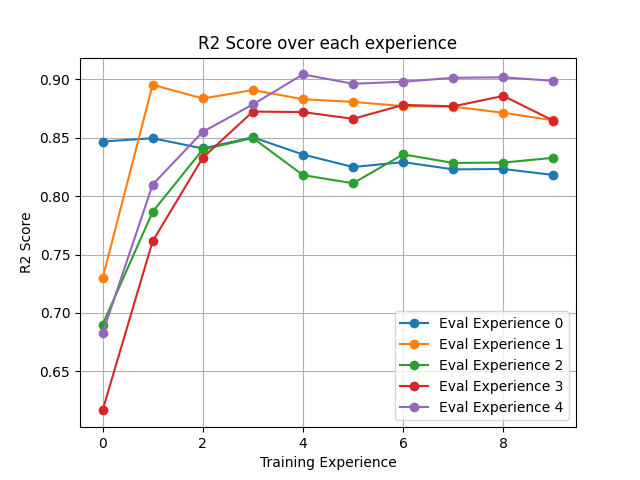 R2 Score over each experience
R2 Score
0.90
0.85
0.80
0.75
0.70
0.65
0
2
4
6
8
Training Experience
Eval Experience 0
Eval Experience 1
Eval Experience 2
Eval Experience 3
Eval Experience 4